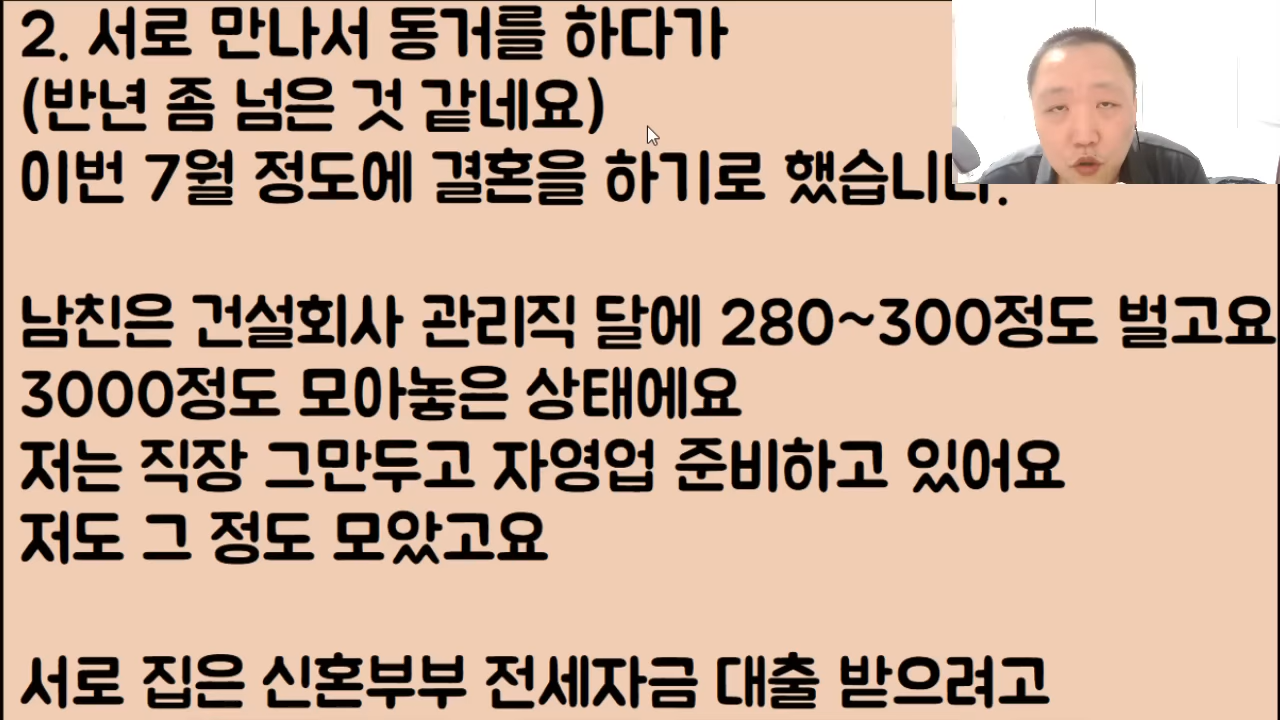 2. 서로 만나서 동거를 하다가
(반년 좀 넘은 것 같네요)
이번 7월 정도에 결혼을 하기로 했습니다.
남친은 건설회사 관리직 달에 280~300정도 벌고요
3000정도 모아놓은 상태에요
저는 직장 그만두고 자영업 준비하고 있어요
저도 그 정도 모았고요
서로 집은 신혼부부 전세자금 대출 받으려고